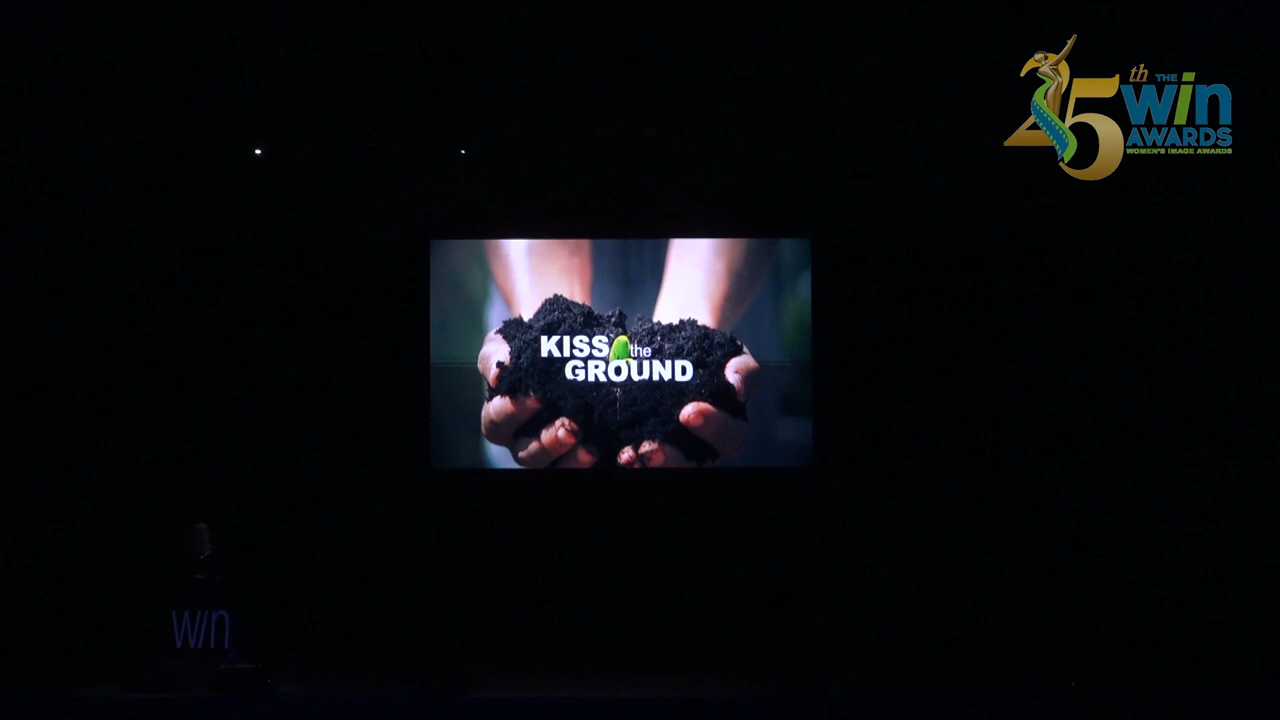 25th THE
win
AWARDS
WOMEN'S IMAGE AWARDS
KISS the
GROUND
win